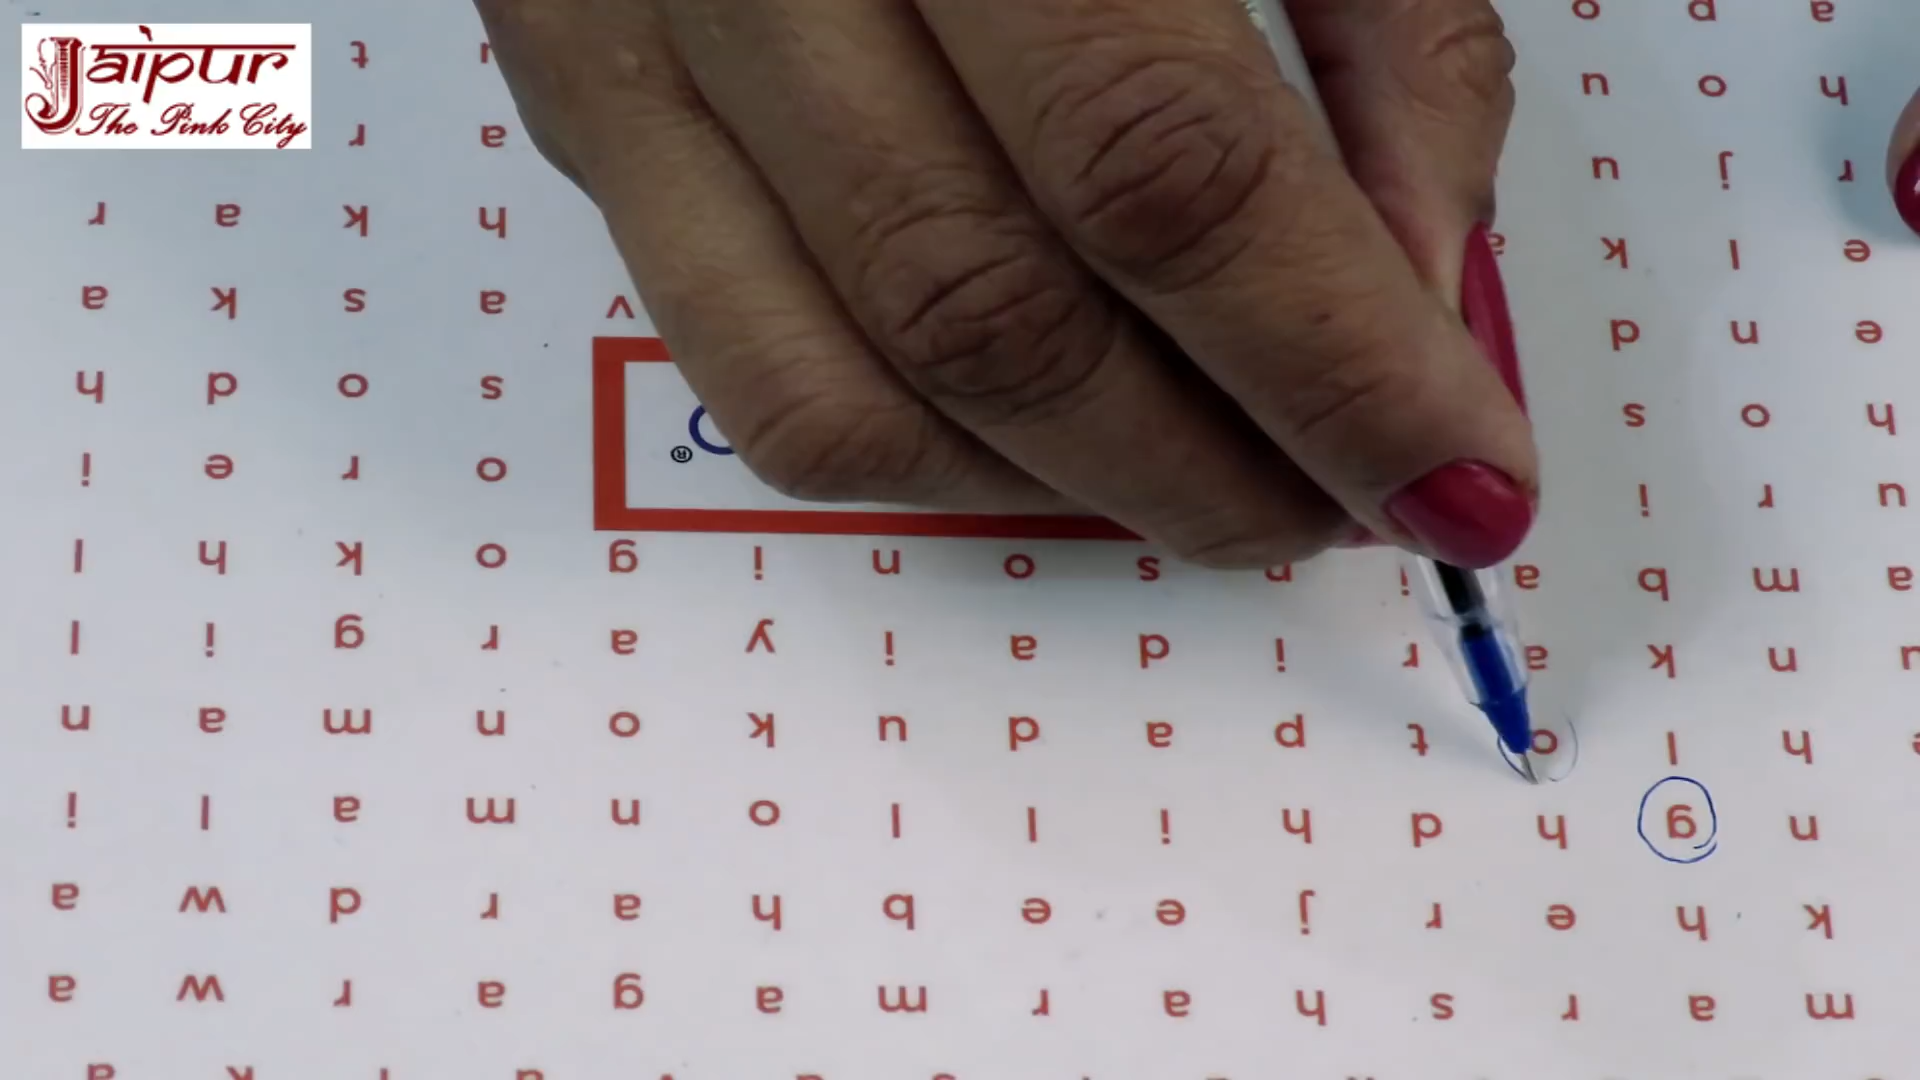 Jaipur
The Pink City
m a r s h a r m a g a r w a
k h e r j e e b h a r d w a
n g h d h i l l o n m a l i
h l o t p a d u k o n m a n
n k a r i d a i y a r g i l
a m b a i s o n i g o k h l
u r i o r e i
h o s s o p h
e n d v a s k a
e l k h k a r
r j u a r
h o u t
®